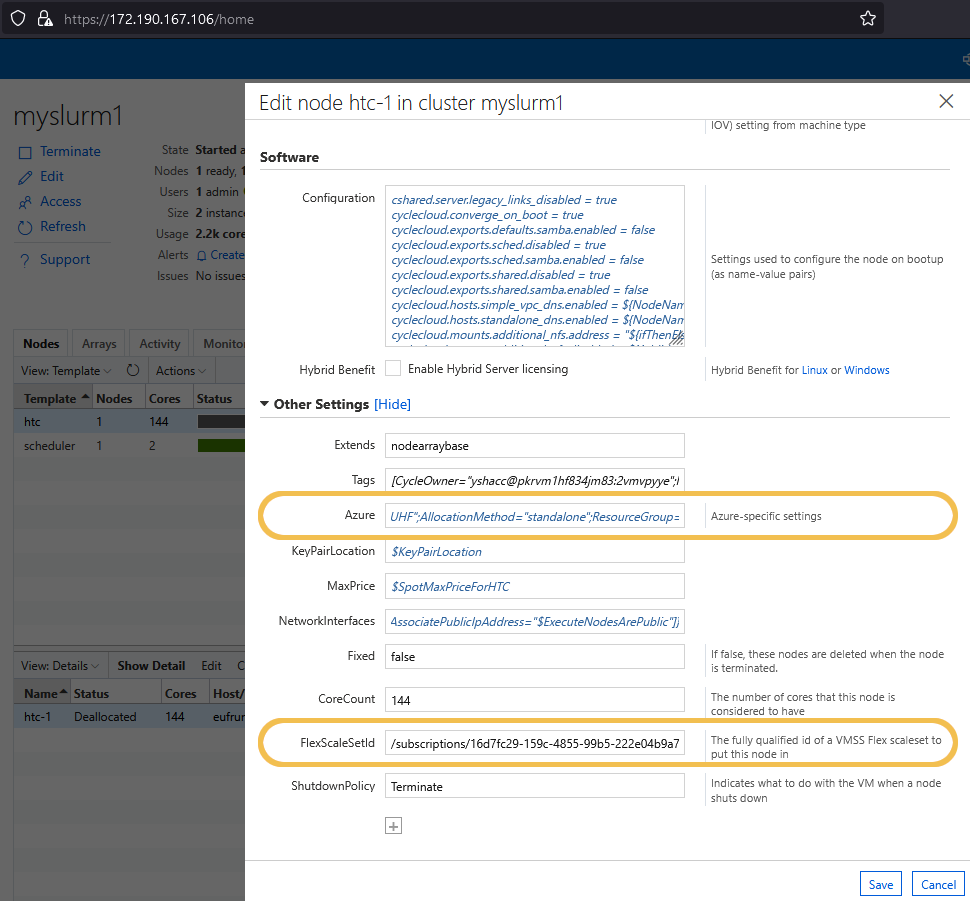 https://172.190.167.106/home
myslurm1
Terminate
Edit
Access
Refresh
Support
State Started a
Nodes 1 ready, 1
Users 1 admin
Size 2 instanc
Usage 2.2k core
Alerts Create
Issues No issues
Nodes Arrays Activity Monito
View: Template Actions
Template Nodes Cores Status
htc 1 144
scheduler 1 2
View: Details Show Detail Edit C
Name Status Cores Host/
htc-1 Deallocated 144 eufrur
Edit node htc-1 in cluster myslurm1
IOV) setting from machine type
Software
Configuration
cshared.server.legacy_links_disabled = true
cyclecloud.converge_on_boot = true
cyclecloud.exports.defaults.samba.enabled = false
cyclecloud.exports.sched.disabled = true
cyclecloud.exports.sched.samba.enabled = false
cyclecloud.exports.shared.disabled = true
cyclecloud.exports.shared.samba.enabled = false
cyclecloud.hosts.simple_vpc_dns.enabled = ${NodeNam
cyclecloud.hosts.standalone_dns.enabled = ${NodeNam
cyclecloud.mounts.additional_nfs.address = "${ifThenEl
Settings used to configure the node on bootup
(as name-value pairs)
Hybrid Benefit Enable Hybrid Server licensing Hybrid Benefit for Linux or Windows
Other Settings [Hide]
Extends nodearraybase
Tags [CycleOwner="yshacc@pkrvm1hf834jm83:2vmvpyye";
Azure UHF";AllocationMethod="standalone";ResourceGroup= Azure-specific settings
KeyPairLocation $KeyPairLocation
MaxPrice $SpotMaxPriceForHTC
NetworkInterfaces AssociatePublicIpAddress="$ExecuteNodesArePublic"]}
Fixed false
If false, these nodes are deleted when the node
is terminated.
CoreCount 144
The number of cores that this node is
considered to have
FlexScaleSetId /subscriptions/16d7fc29-159c-4855-99b5-222e04b9a7
The fully qualified id of a VMSS Flex scaleset to
put this node in
ShutdownPolicy Terminate
Indicates what to do with the VM when a node
shuts down
Save Cancel